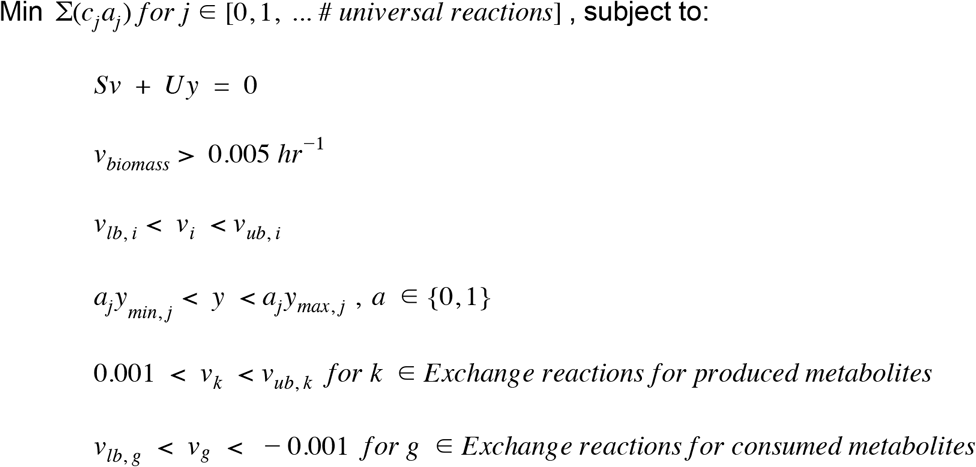 Min Σ(c_j a_j) for j ∈ [0, 1, ... # universal reactions] , subject to:
Sv + Uy = 0
v_biomass > 0.005 hr^−1
v_lb, i < v_i < v_ub, i
a_j y_min, j < y < a_j y_max, j , a ∈ {0, 1}
0.001 < v_k < v_ub, k for k ∈ Exchange reactions for produced metabolites
v_lb, g < v_g < − 0.001 for g ∈ Exchange reactions for consumed metabolites